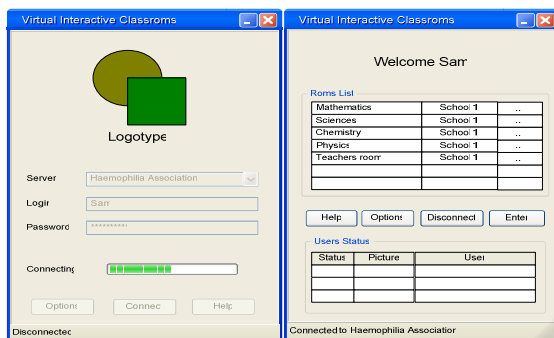 Virtual Interactive Classroms
Logotype
Server Haemophilia Association
Login Sam
Password *********
Connecting
Options Connec Help
Disconnected
Virtual Interactive Classroms
Welcome Sam
Roms List
Mathematics School 1 ..
Sciences School 1 ..
Chemistry School 1 ..
Physics School 1 ..
Teachers room School 1 ..
Help Options Disconnect Enter
Users Status
Status Picture User
Connected to Haemophilia Association